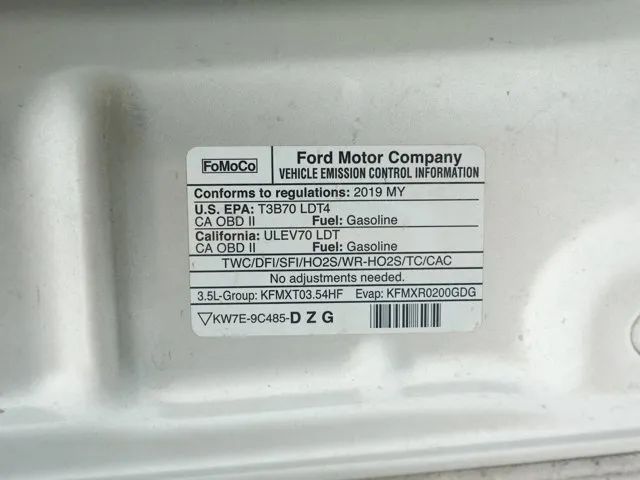 FoMoCo
Ford Motor Company
VEHICLE EMISSION CONTROL INFORMATION
Conforms to regulations: 2019 MY
U.S. EPA: T3B70 LDT4
CA OBD II Fuel: Gasoline
California: ULEV70 LDT
CA OBD II Fuel: Gasoline
TWC/DFI/SFI/HO2S/WR-HO2S/TC/CAC
No adjustments needed.
3.5L-Group: KFMXT03.54HF Evap: KFMXR0200GDG
▽KW7E-9C485-D Z G